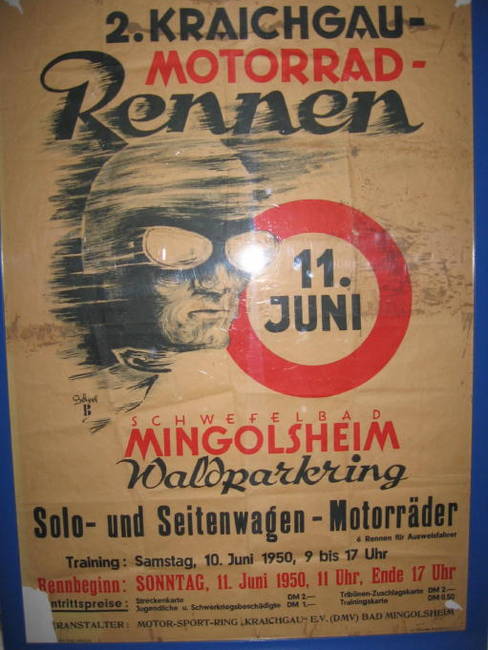 2. KRAICHGAU-
MOTORRAD-
Rennen
11.
JUNI
SCHWEFELBAD
MINGOLSHEIM
Waldparkring
Solo- und Seitenwagen - Motorräder
6 Rennen für Ausweisfahrer
Training: Samstag, 10. Juni 1950, 9 bis 17 Uhr
Rennbeginn: SONNTAG, 11. Juni 1950, 11 Uhr, Ende 17 Uhr
intrittspreise: Streckenkarte DM 2.— Tribünen-Zuschlagskarte DM 2.—
Jugendliche u. Schwerkriegsbeschädigte DM 1.— Trainingskarte DM 0.50
ERANSTALTER: MOTOR-SPORT-RING „KRAICHGAU" E.V. (DMV) BAD MINGOLSHEIM